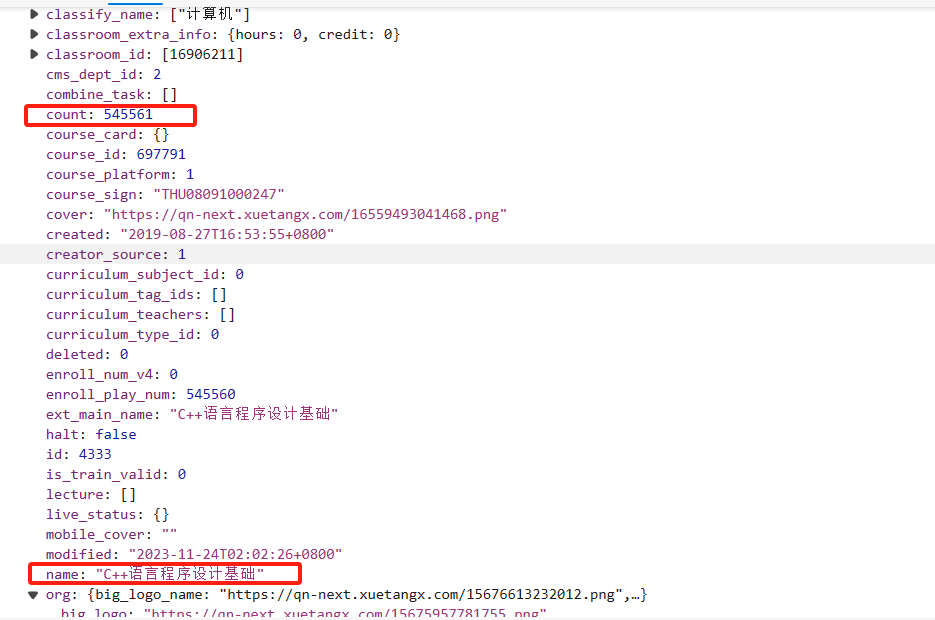 classify_name: ["计算机"]
classroom_extra_info: {hours: 0, credit: 0}
classroom_id: [16906211]
cms_dept_id: 2
combine_task: []
count: 545561
course_card: {}
course_id: 697791
course_platform: 1
course_sign: "THU08091000247"
cover: "https://qn-next.xuetangx.com/16559493041468.png"
created: "2019-08-27T16:53:55+0800"
creator_source: 1
curriculum_subject_id: 0
curriculum_tag_ids: []
curriculum_teachers: []
curriculum_type_id: 0
deleted: 0
enroll_num_v4: 0
enroll_play_num: 545560
ext_main_name: "C++语言程序设计基础"
halt: false
id: 4333
is_train_valid: 0
lecture: []
live_status: {}
mobile_cover: ""
modified: "2023-11-24T02:02:26+0800"
name: "C++语言程序设计基础"
org: {big_logo_name: "https://qn-next.xuetangx.com/15676613232012.png",…}
big_logo: "https://qn-next.xuetangx.com/15675957781755.png"